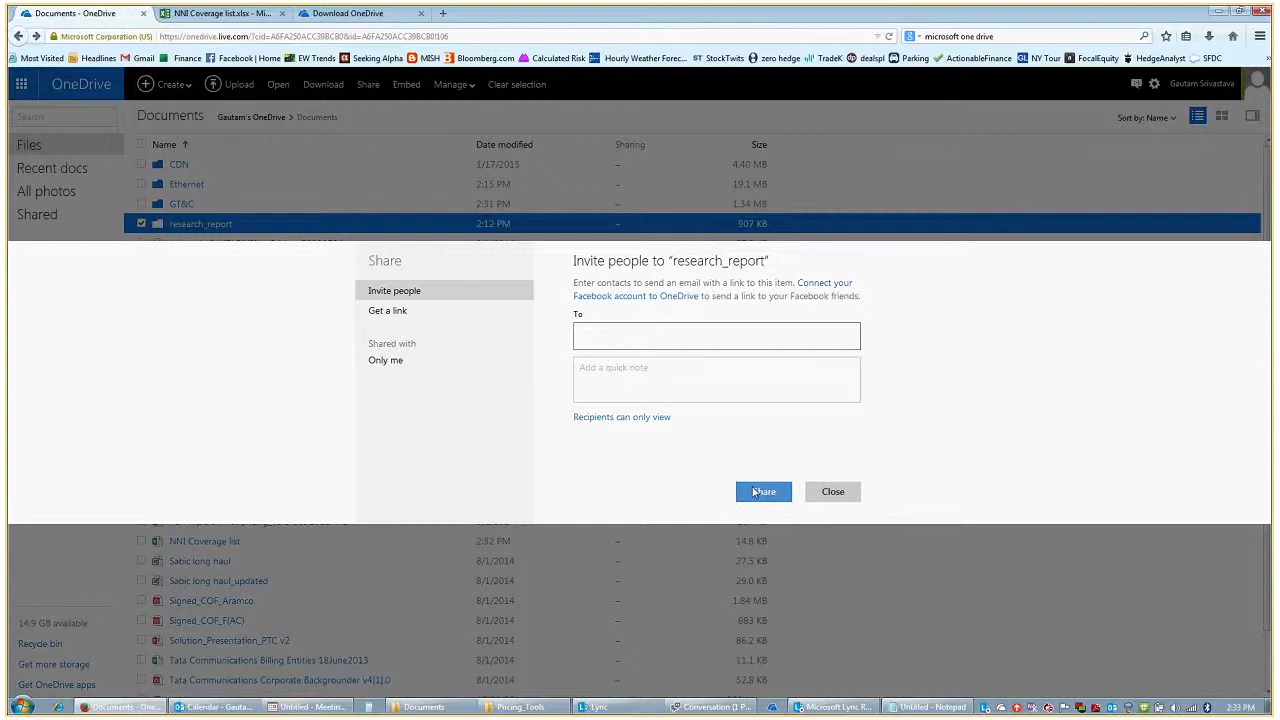 Documents - OneDrive
NNI Coverage list.xlsx - Mi...
Download OneDrive
Microsoft Corporation (US)
https://onedrive.live.com/?cid=A6FA250ACC39BCB0&id=A6FA250ACC39BCB0!106
microsoft one drive
Most Visited Headlines Gmail Finance Facebook | Home EW Trends Seeking Alpha MISH Bloomberg.com Calculated Risk Hourly Weather Forec... StockTwits zero hedge TradeK dealspl Parking ActionableFinance NY Tour FocalEquity HedgeAnalyst SFDC
OneDrive Create Upload Open Download Share Embed Manage Clear selection Gautam Srivastava
Search
Documents Gautam's OneDrive > Documents Sort by: Name
Files
Recent docs
All photos
Shared
Name Date modified Sharing Size
CDN 1/17/2015 – 4.40 MB
Ethernet 2:15 PM – 19.1 MB
GT&C 2:31 PM – 1.34 MB
research_report 2:12 PM – 907 KB
Share
Invite people
Get a link
Shared with
Only me
Invite people to “research_report”
Enter contacts to send an email with a link to this item. Connect your
Facebook account to OneDrive to send a link to your Facebook friends.
To
Add a quick note
Recipients can only view
Share Close
NNI Coverage list 2:32 PM – 14.8 KB
Sabic long haul 8/1/2014 – 27.5 KB
Sabic long haul_updated 8/1/2014 – 29.0 KB
Signed_COF_Aramco 8/1/2014 – 1.84 MB
Signed_COF_F(AC) 8/1/2014 – 683 KB
Solution_Presentation_PTC v2 8/1/2014 – 86.2 KB
Tata Communications Billing Entities 18June2013 8/1/2014 – 11.1 KB
Tata Communications Corporate Backgrounder v4[1].0 8/1/2014 – 52.8 KB
14.9 GB available
Recycle bin
Get more storage
Get OneDrive apps
Documents - One... Calendar - Gauta... Untitled - Meetin... Documents Pricing_Tools Lync Conversation (1 P... Microsoft Lync R... Untitled - Notepad 2:33 PM